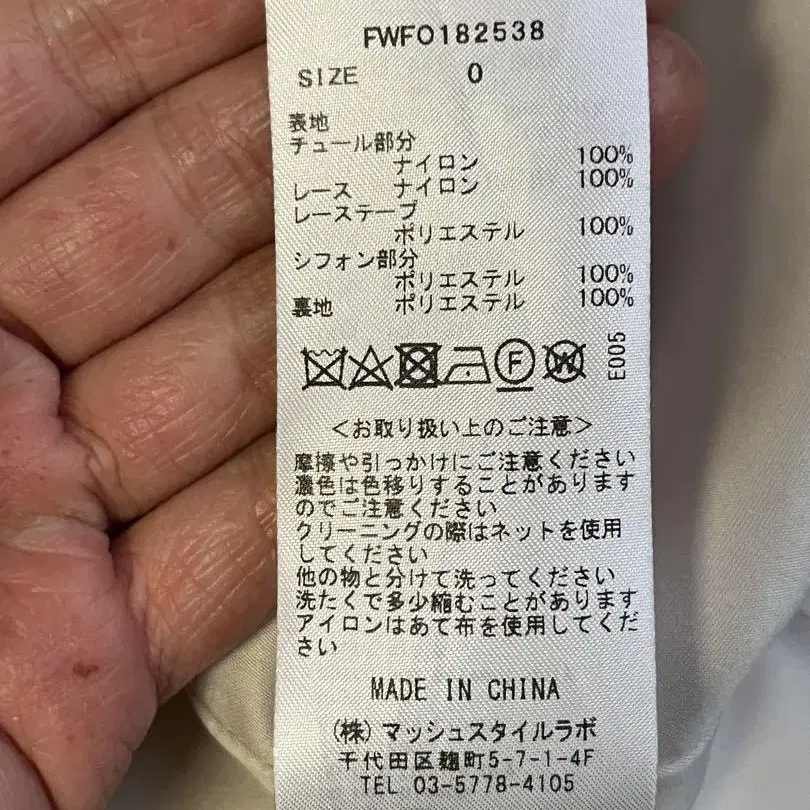 FWFO182538
SIZE 0
表地
チュール部分
ナイロン 100%
レース ナイロン 100%
レーステープ
ポリエステル 100%
シフォン部分
ポリエステル 100%
裏地 ポリエステル 100%
F W E005
<お取り扱い上のご注意>
摩擦や引っかけにご注意ください
濃色は色移りすることがあります
のでご注意ください
クリーニングの際はネットを使用
してください
他の物と分けて洗ってください
洗たくで多少縮むことがあります
アイロンはあて布を使用してくだ
さい
MADE IN CHINA
(株)マッシュスタイルラボ
千代田区麹町5-7-1-4F
TEL 03-5778-4105